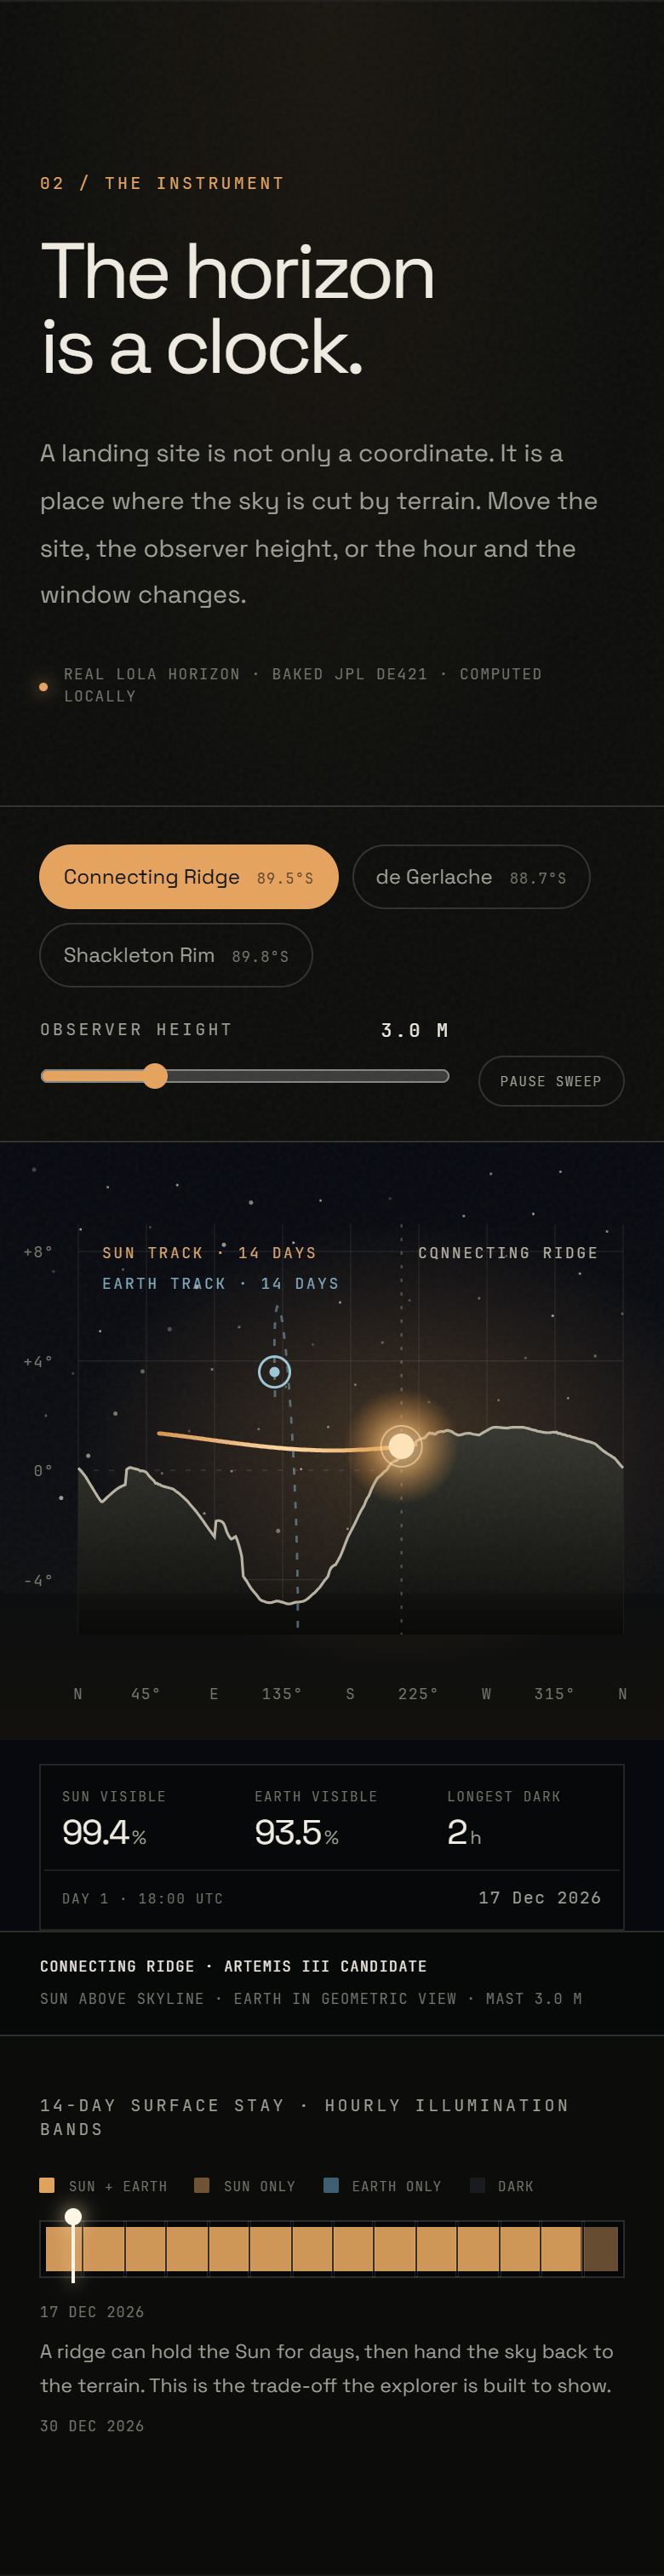 02 / THE INSTRUMENT
The horizon
is a clock.
A landing site is not only a coordinate. It is a
place where the sky is cut by terrain. Move the
site, the observer height, or the hour and the
window changes.
REAL LOLA HORIZON · BAKED JPL DE421 · COMPUTED
LOCALLY
Connecting Ridge 89.5°S
de Gerlache 88.7°S
Shackleton Rim 89.8°S
OBSERVER HEIGHT 3.0 M
PAUSE SWEEP
+8°
SUN TRACK · 14 DAYS
CONNECTING RIDGE
EARTH TRACK · 14 DAYS
+4°
0°
-4°
N 45° E 135° S 225° W 315° N
SUN VISIBLE EARTH VISIBLE LONGEST DARK
99.4% 93.5% 2h
DAY 1 · 18:00 UTC 17 Dec 2026
CONNECTING RIDGE · ARTEMIS III CANDIDATE
SUN ABOVE SKYLINE · EARTH IN GEOMETRIC VIEW · MAST 3.0 M
14-DAY SURFACE STAY · HOURLY ILLUMINATION
BANDS
SUN + EARTH SUN ONLY EARTH ONLY DARK
17 DEC 2026
A ridge can hold the Sun for days, then hand the sky back to
the terrain. This is the trade-off the explorer is built to show.
30 DEC 2026